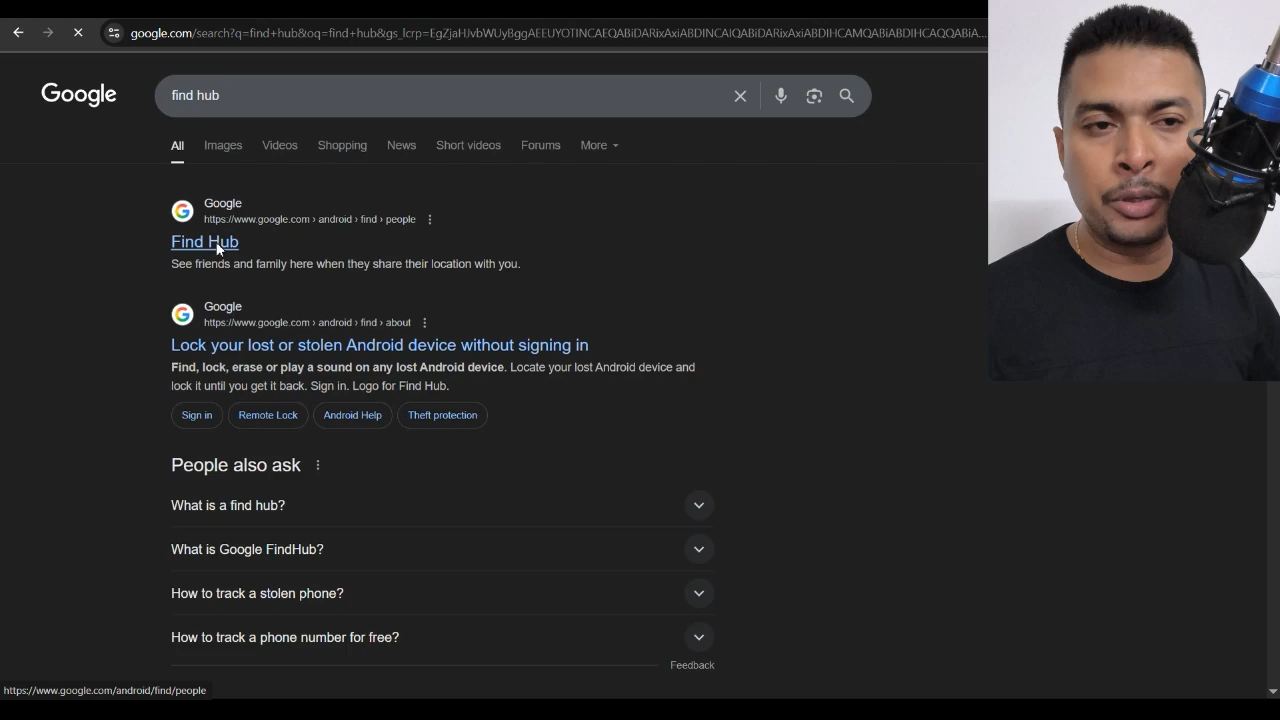 google.com/search?q=find+hub&oq=find+hub&gs_lcrp=
Google
find hub
All
Images
Videos
Shopping
News
Short videos
Forums
More
Google
https://www.google.com › android › find › people
Find Hub
See friends and family here when they share their location with you.
Google
https://www.google.com › android › find › about
Lock your lost or stolen Android device without signing in
Find, lock, erase or play a sound on any lost Android device. Locate your lost Android device and
lock it until you get it back. Sign in. Logo for Find Hub.
Sign in
Remote Lock
Android Help
Theft protection
People also ask
What is a find hub?
What is Google FindHub?
How to track a stolen phone?
How to track a phone number for free?
Feedback
https://www.google.com/android/find/people